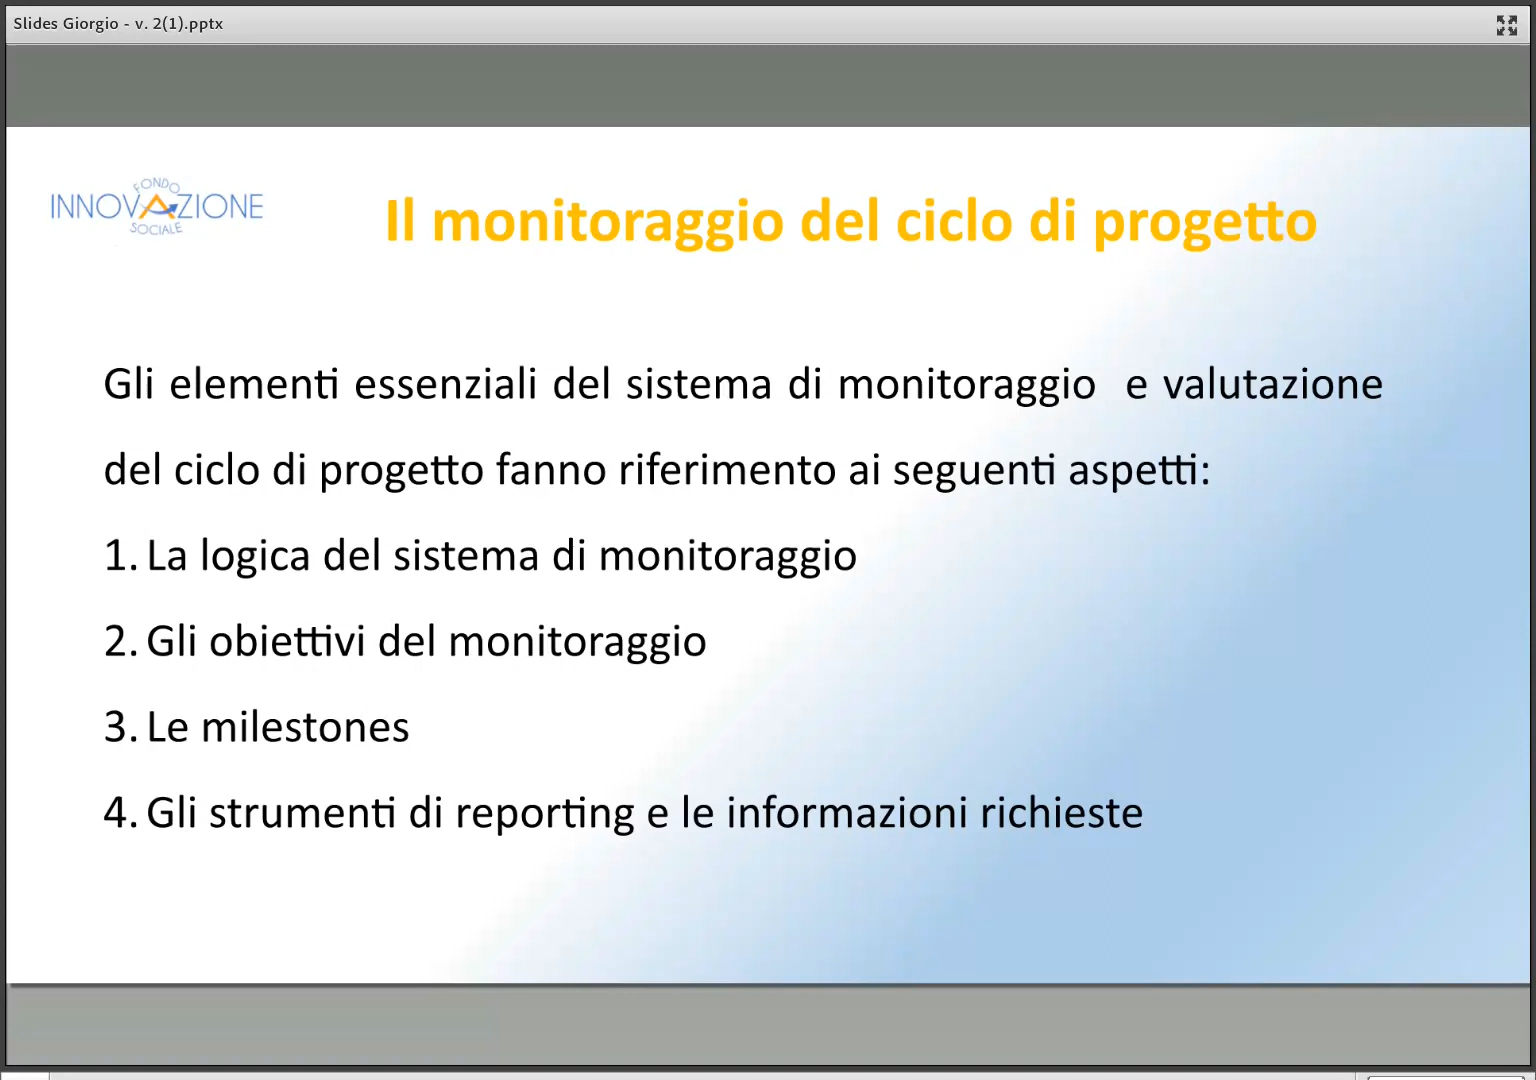 Slides Giorgio - v. 2(1).pptx
FONDO
INNOVAZIONE
SOCIALE
Il monitoraggio del ciclo di progetto
Gli elementi essenziali del sistema di monitoraggio  e valutazione
del ciclo di progetto fanno riferimento ai seguenti aspetti:
1. La logica del sistema di monitoraggio
2. Gli obiettivi del monitoraggio
3. Le milestones
4. Gli strumenti di reporting e le informazioni richieste